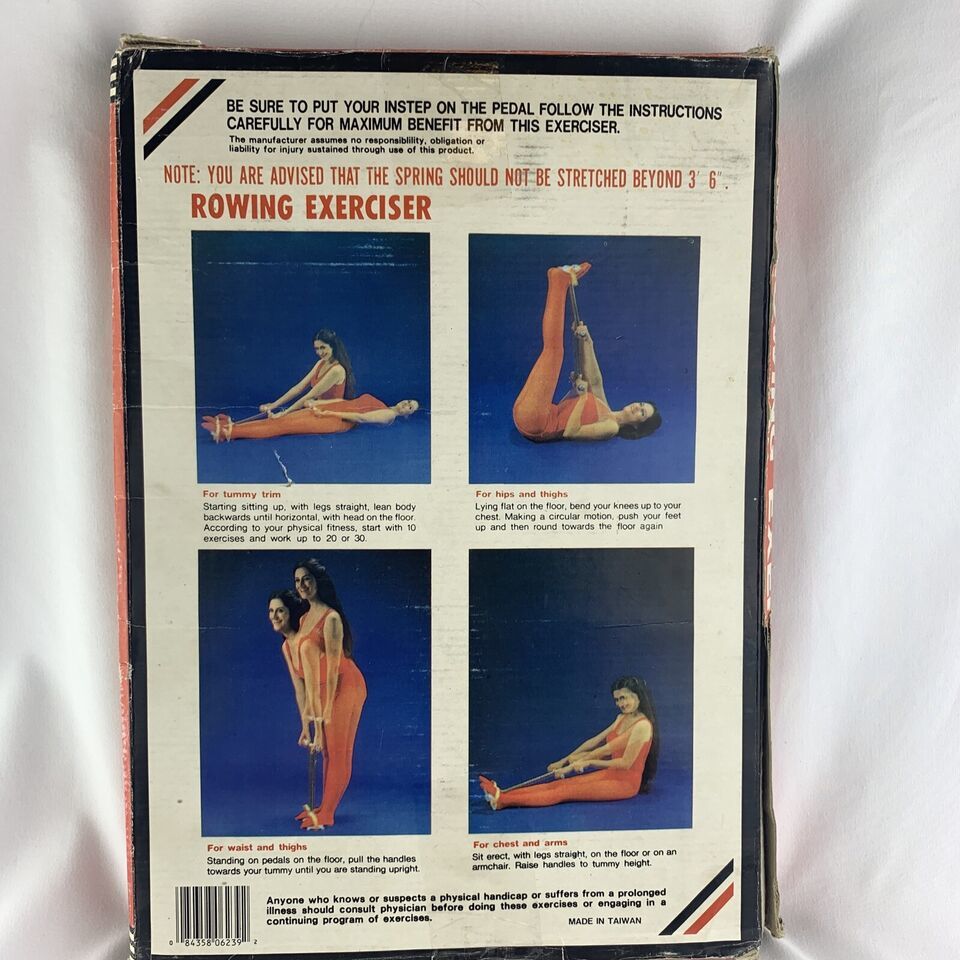 BE SURE TO PUT YOUR INSTEP ON THE PEDAL FOLLOW THE INSTRUCTIONS
CAREFULLY FOR MAXIMUM BENEFIT FROM THIS EXERCISER.
The manufacturer assumes no responsibility, obligation or
liability for injury sustained through use of this product.
NOTE: YOU ARE ADVISED THAT THE SPRING SHOULD NOT BE STRETCHED BEYOND 3' 6".
ROWING EXERCISER
For tummy trim
Starting sitting up, with legs straight, lean body
backwards until horizontal, with head on the floor.
According to your physical fitness, start with 10
exercises and work up to 20 or 30.
For hips and thighs
Lying flat on the floor, bend your knees up to your
chest. Making a circular motion, push your feet
up and then round towards the floor again
For waist and thighs
Standing on pedals on the floor, pull the handles
towards your tummy until you are standing upright.
For chest and arms
Sit erect, with legs straight, on the floor or on an
armchair. Raise handles to tummy height.
Anyone who knows or suspects a physical handicap or suffers from a prolonged
illness should consult physician before doing these exercises or engaging in a
continuing program of exercises.
MADE IN TAIWAN
0 84358 06239 2